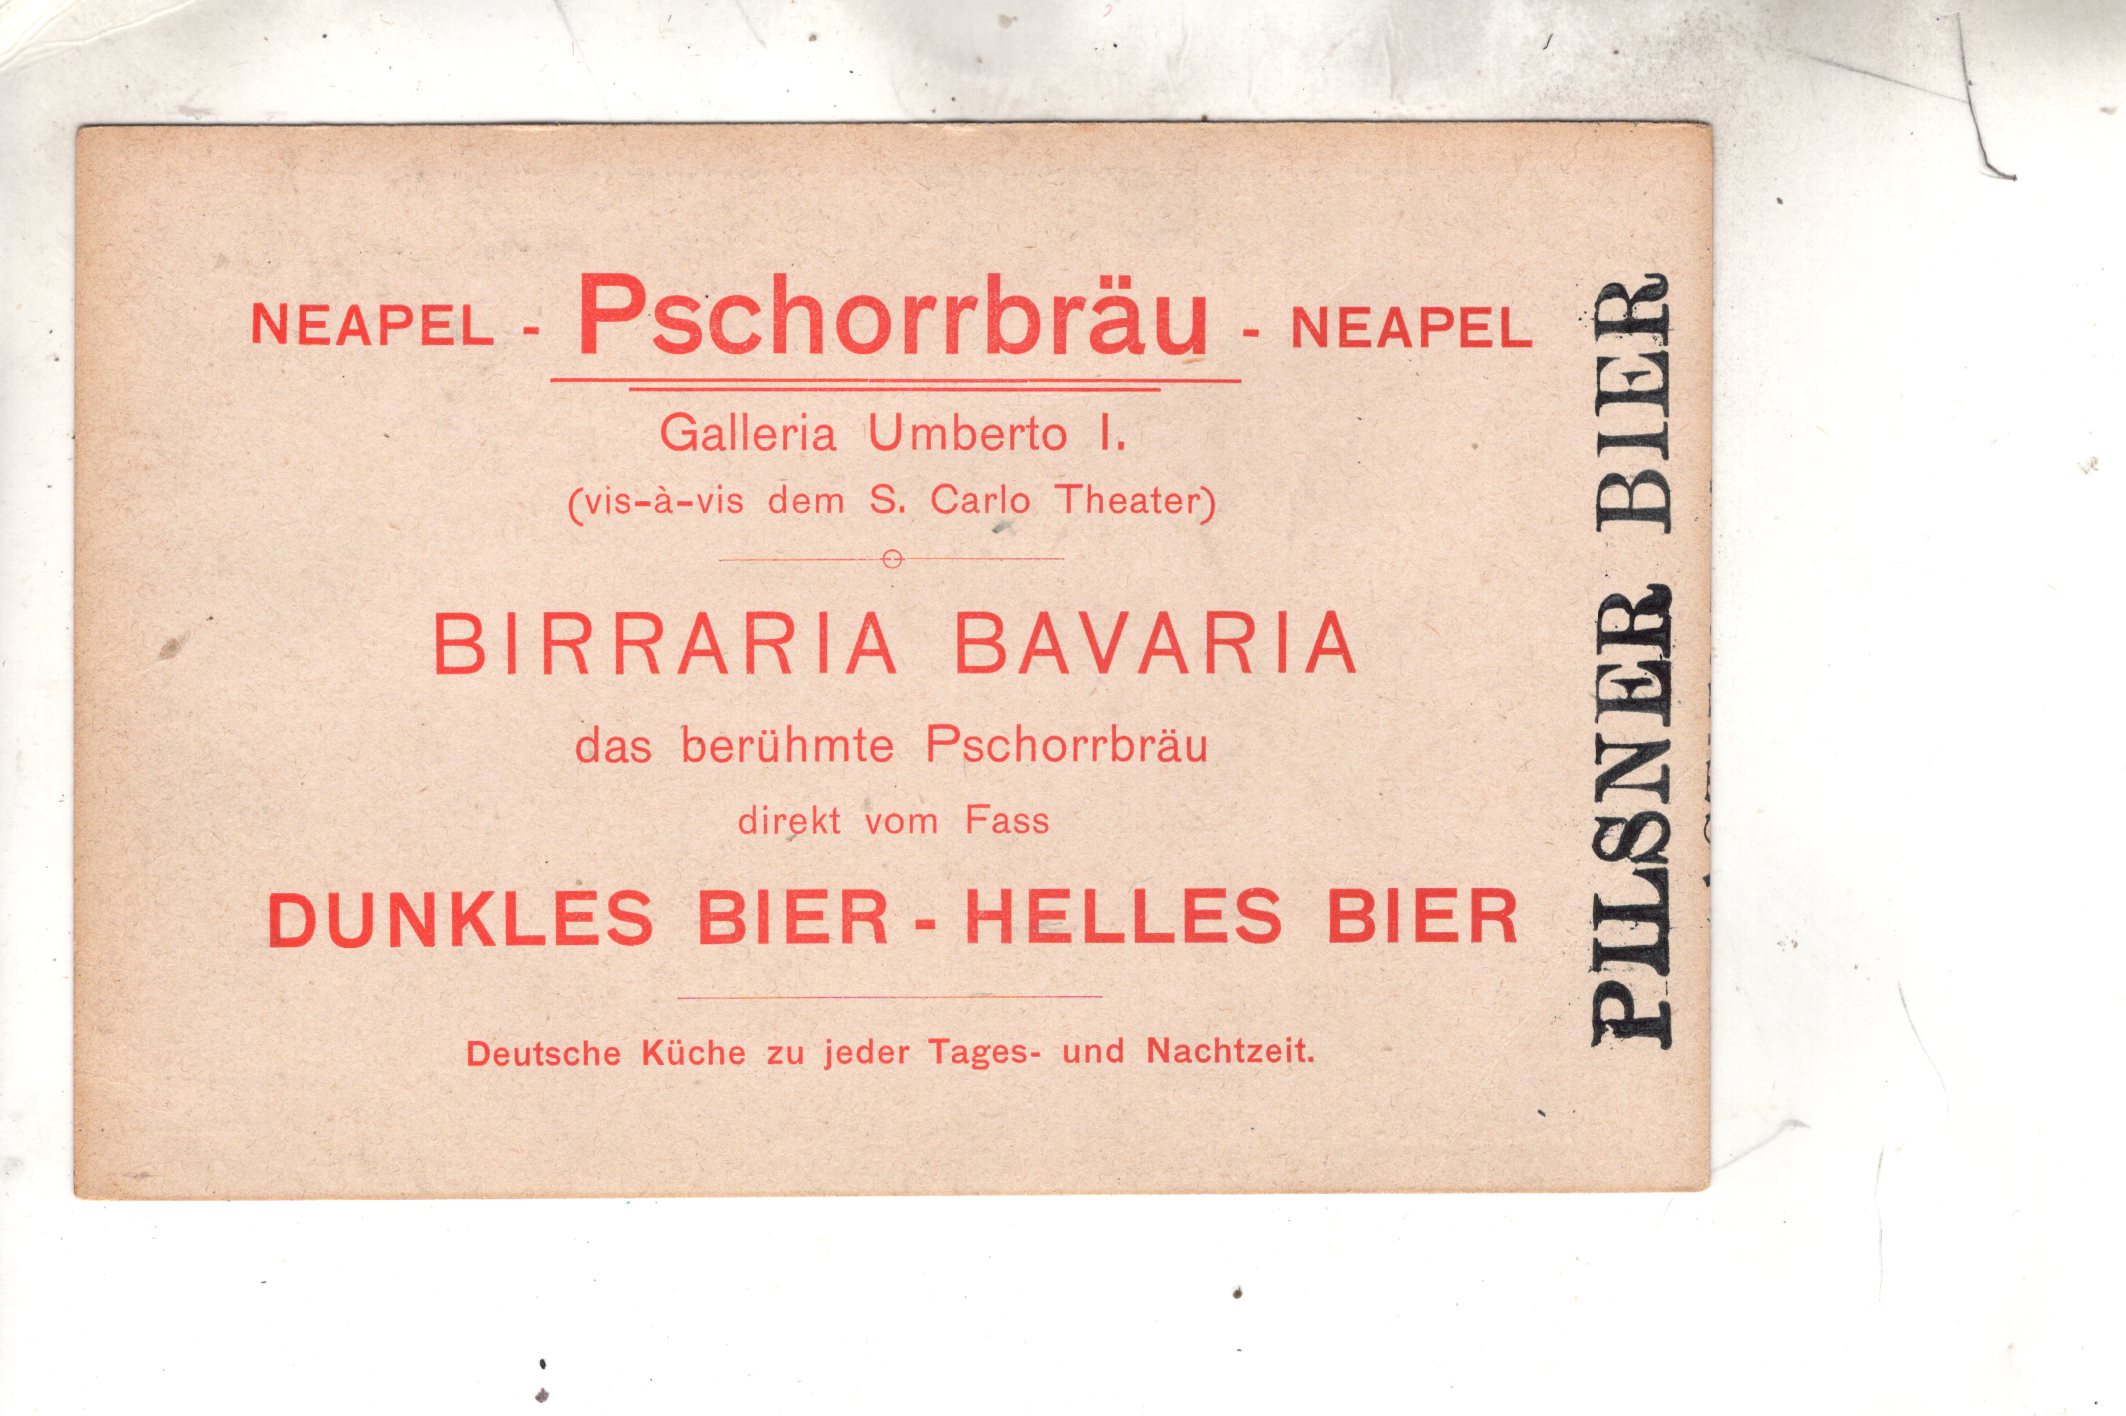 NEAPEL - Pschorrbräu - NEAPEL
Galleria Umberto I.
(vis-à-vis dem S. Carlo Theater)
BIRRARIA BAVARIA
das berühmte Pschorrbräu
direkt vom Fass
DUNKLES BIER - HELLES BIER
Deutsche Küche zu jeder Tages- und Nachtzeit.
PILSNER BIER